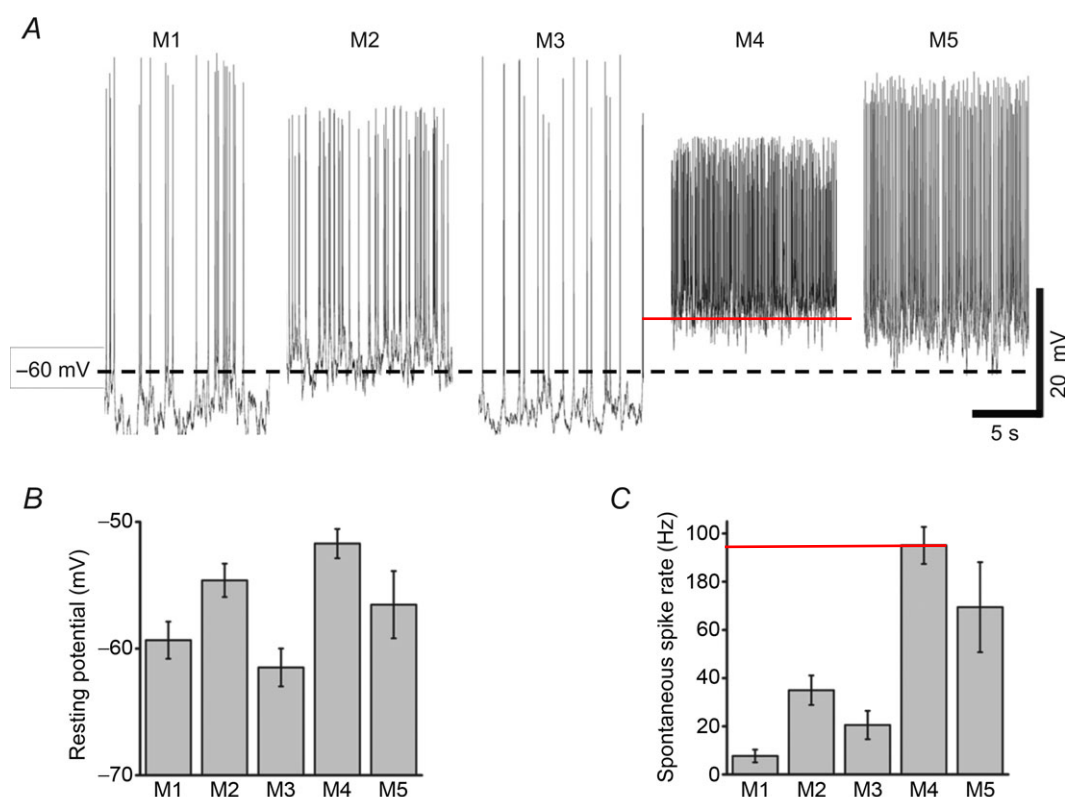 A
M1 M2 M3 M4 M5
–60 mV
20 mV
5 s
B
Resting potential (mV)
–50
–60
–70
M1 M2 M3 M4 M5
C
Spontaneous spike rate (Hz)
100
180
60
40
20
0
M1 M2 M3 M4 M5